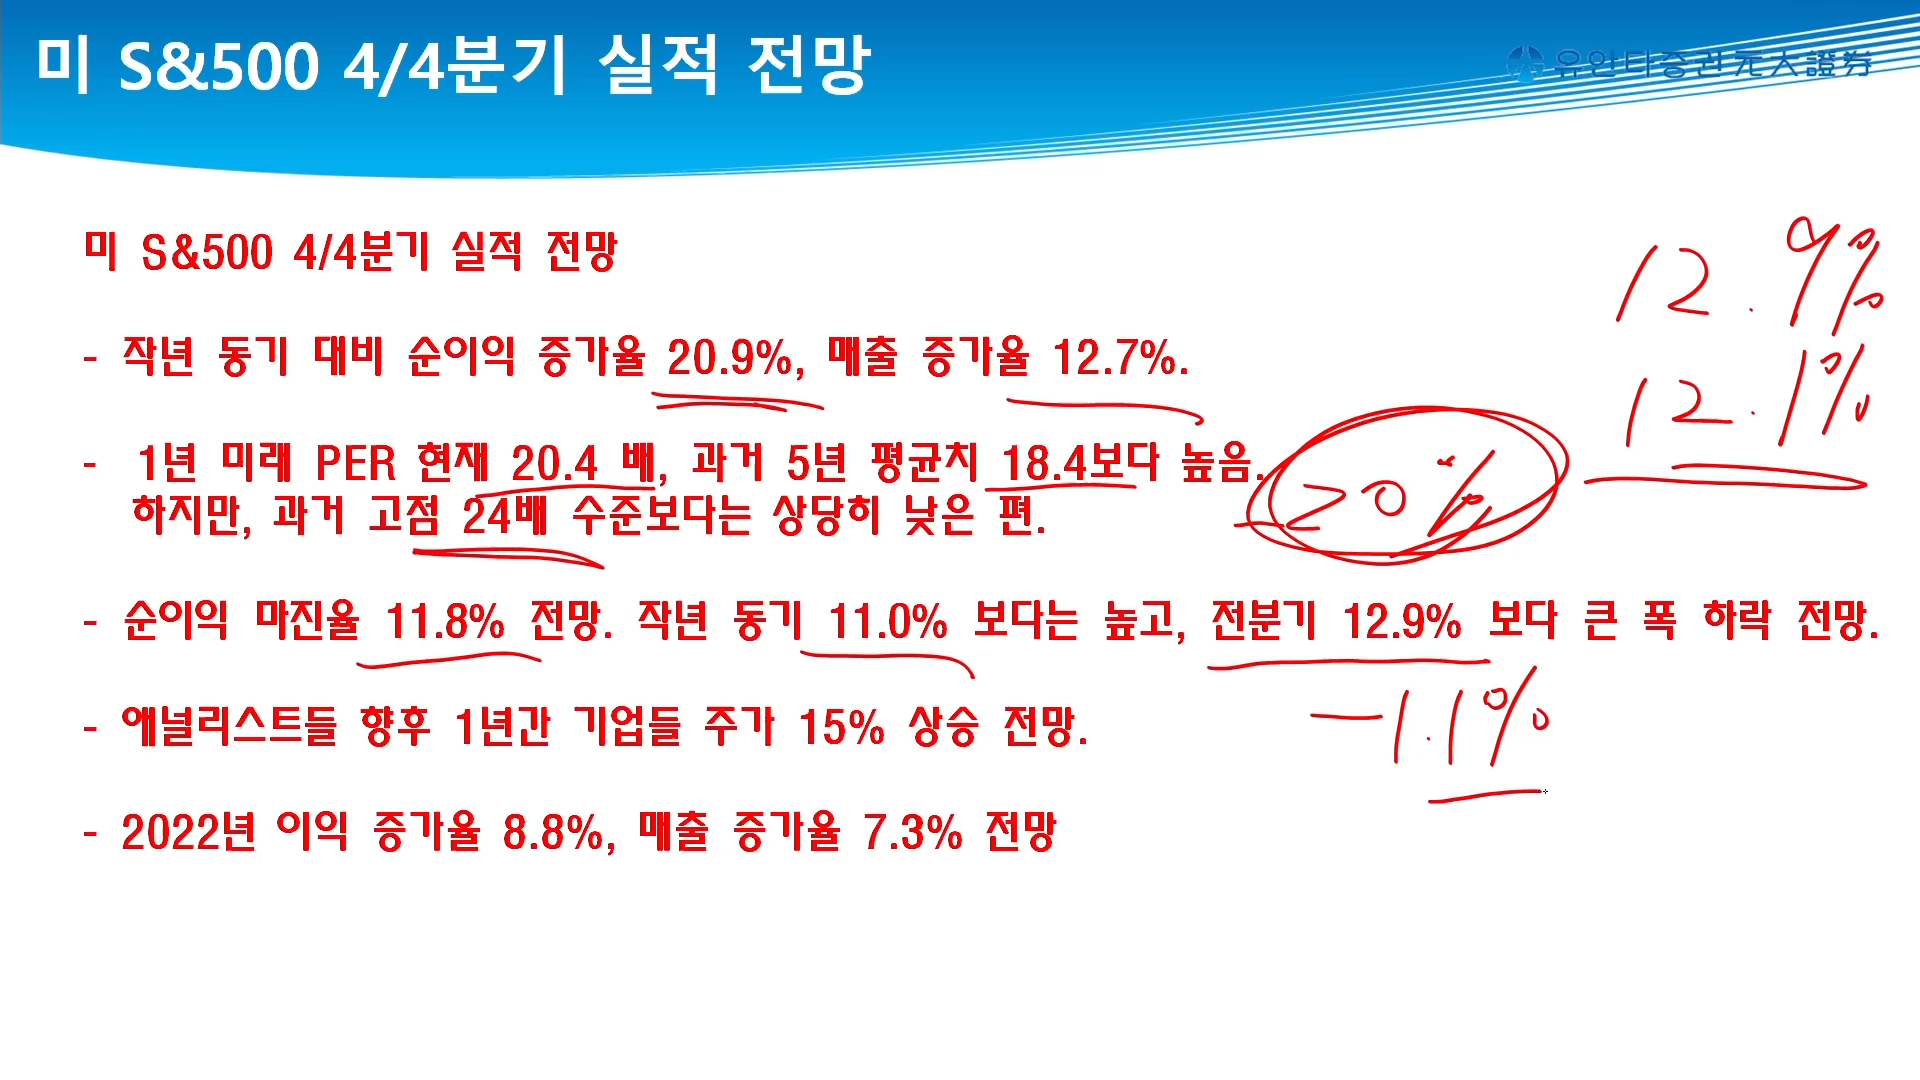 미 S&500 4/4분기 실적 전망
유안타증권 元大證券
미 S&500 4/4분기 실적 전망
- 작년 동기 대비 순이익 증가율 20.9%, 매출 증가율 12.7%.
- 1년 미래 PER 현재 20.4 배, 과거 5년 평균치 18.4보다 높음.
하지만, 과거 고점 24배 수준보다는 상당히 낮은 편.
- 순이익 마진율 11.8% 전망. 작년 동기 11.0% 보다는 높고, 전분기 12.9% 보다 큰 폭 하락 전망.
- 애널리스트들 향후 1년간 기업들 주가 15% 상승 전망.
- 2022년 이익 증가율 8.8%, 매출 증가율 7.3% 전망
12.9%
12.1%
-20%
-1.1%